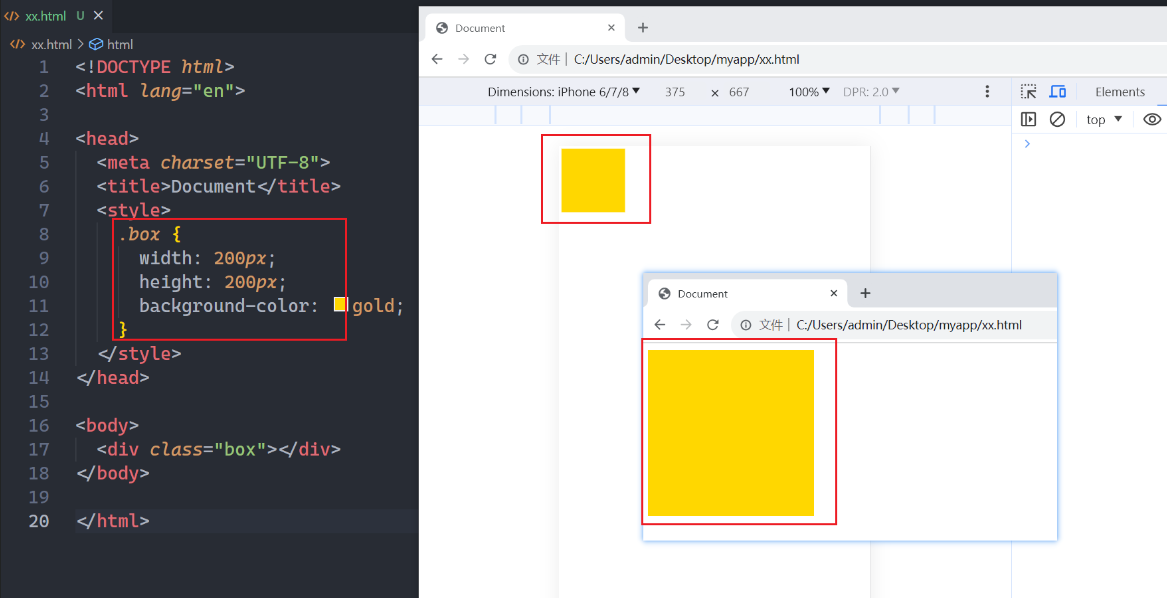 xx.html U
xx.html > html
1 <!DOCTYPE html>
2 <html lang="en">
3
4 <head>
5 <meta charset="UTF-8">
6 <title>Document</title>
7 <style>
8 .box {
9 width: 200px;
10 height: 200px;
11 background-color: gold;
12 }
13 </style>
14 </head>
15
16 <body>
17 <div class="box"></div>
18 </body>
19
20 </html>
Document
文件 C:/Users/admin/Desktop/myapp/xx.html
Dimensions: iPhone 6/7/8 375 × 667 100% DPR: 2.0 Elements
top
Document
文件 C:/Users/admin/Desktop/myapp/xx.html